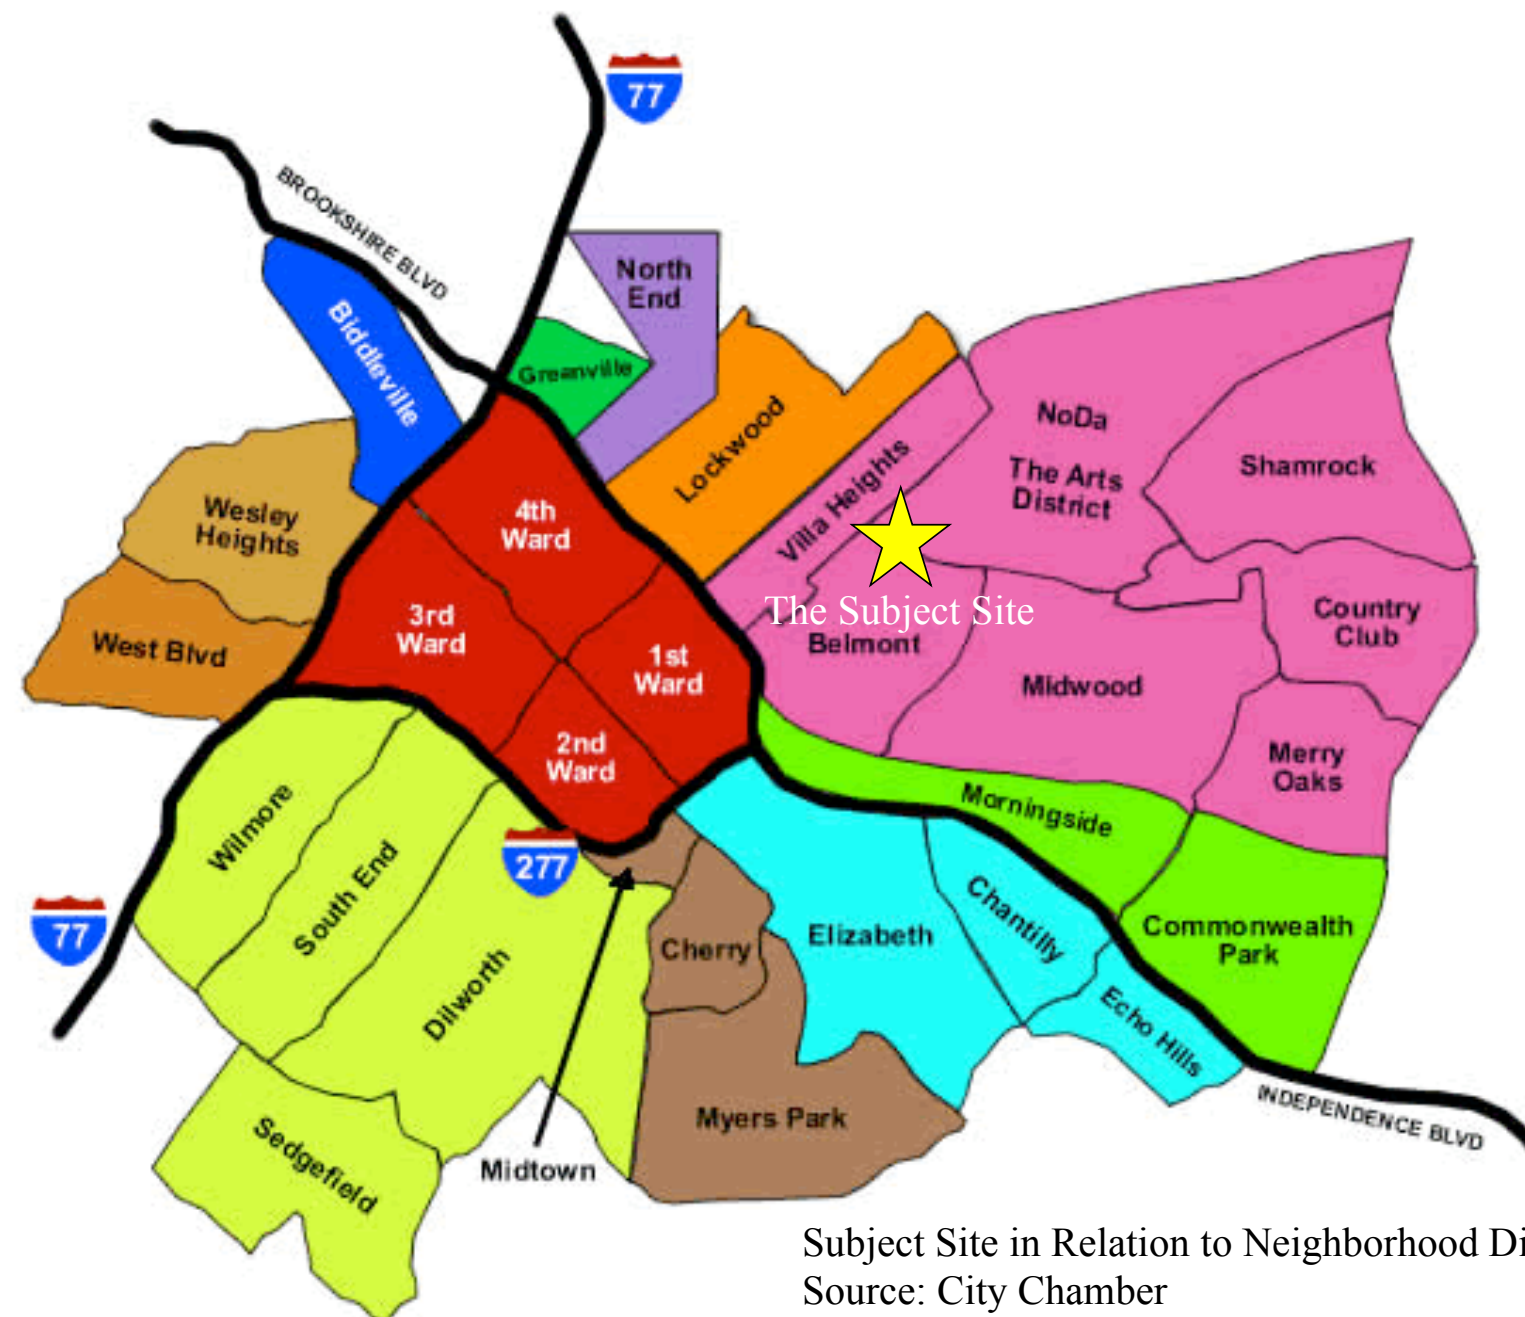 77
BROOKSHIRE BLVD
North
End
Biddleville
Greenville
Lockwood
NoDa
The Arts
District
Shamrock
Villa Heights
Wesley
Heights
4th
Ward
3rd
Ward
West Blvd
The Subject Site
Belmont
Country
Club
1st
Ward
Midwood
2nd
Ward
Merry
Oaks
Morningside
Wilmore
South End
277
77
Chantilly
Elizabeth
Cherry
Commonwealth
Park
Dilworth
Echo Hills
Myers Park
INDEPENDENCE BLVD
Sedgefield
Midtown
Subject Site in Relation to Neighborhood Di
Source: City Chamber